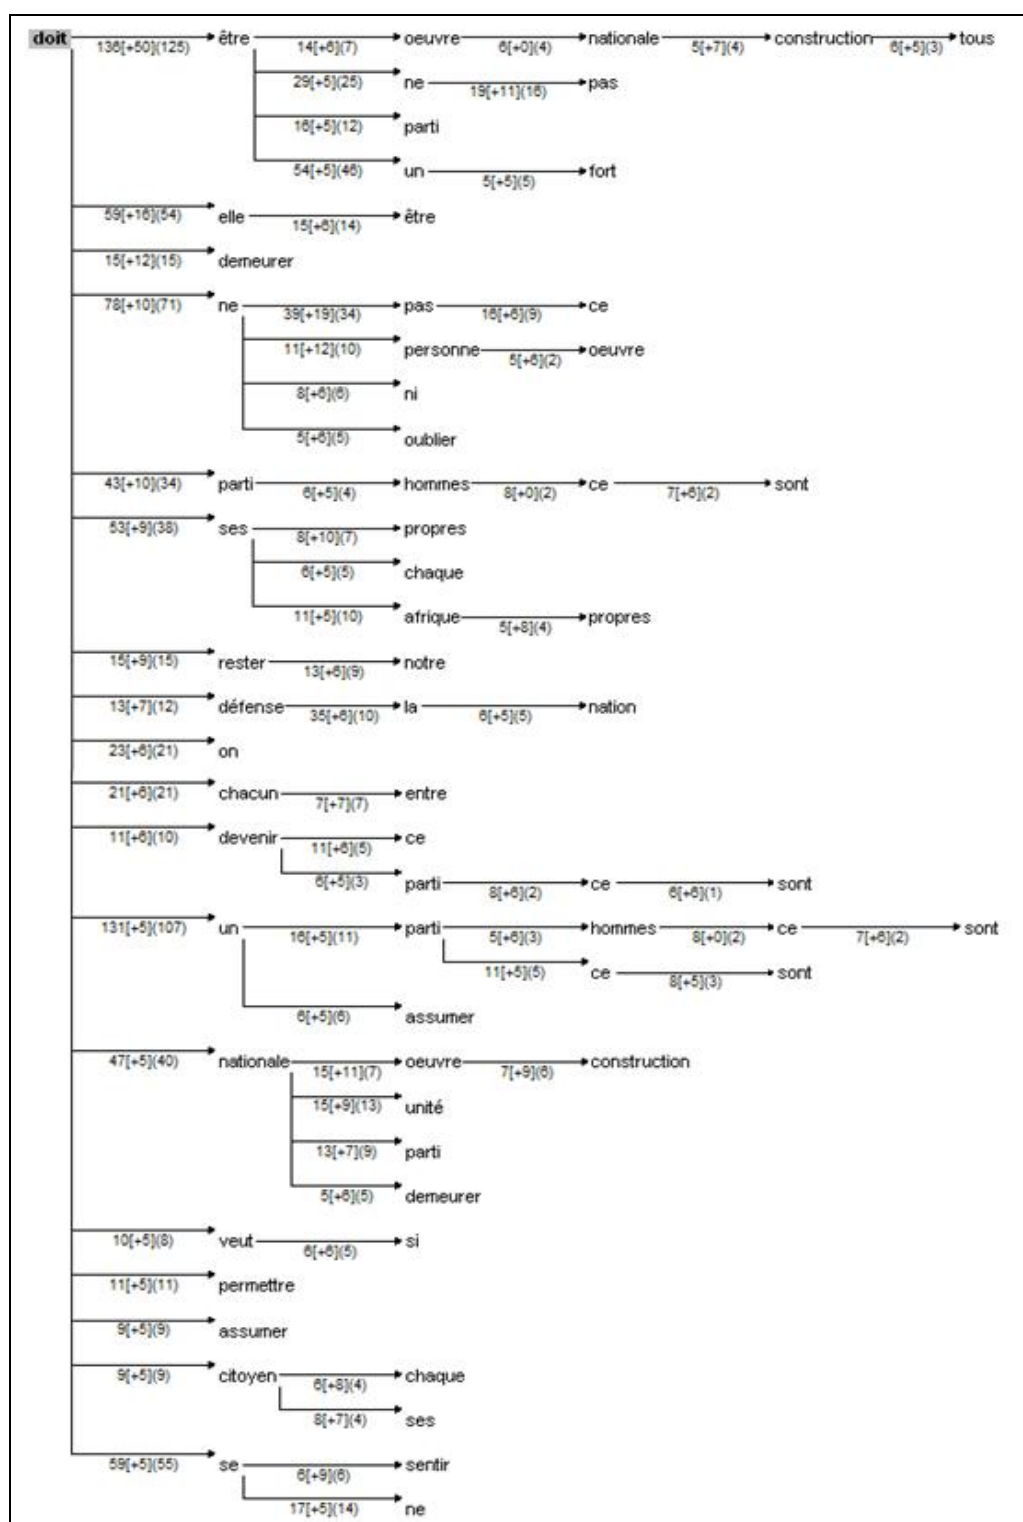 doit 136[+50](125) être 14[+6](7) oeuvre 6[+0](4) nationale 5[+7](4) construction 6[+5](3) tous
29[+5](25) ne 19[+11](16) pas
16[+5](12) parti
54[+5](46) un 5[+5](5) fort
59[+16](54) elle 15[+6](14) être
15[+12](15) demeurer
78[+10](71) ne 39[+19](34) pas 16[+6](9) ce
11[+12](10) personne 5[+6](2) oeuvre
8[+6](6) ni
5[+6](5) oublier
43[+10](34) parti 6[+5](4) hommes 8[+0](2) ce 7[+6](2) sont
53[+9](38) ses 8[+10](7) propres
6[+5](5) chaque
11[+5](10) afrique 5[+8](4) propres
15[+9](15) rester 13[+6](9) notre
13[+7](12) défense 35[+6](10) la 6[+5](5) nation
23[+6](21) on
21[+6](21) chacun 7[+7](7) entre
11[+6](10) devenir 11[+6](5) ce
6[+5](3) parti 8[+6](2) ce 6[+6](1) sont
131[+5](107) un 16[+5](11) parti 5[+6](3) hommes 8[+0](2) ce 7[+6](2) sont
11[+5](5) ce 8[+5](3) sont
6[+5](6) assumer
47[+5](40) nationale 15[+11](7) oeuvre 7[+9](6) construction
15[+9](13) unité
13[+7](9) parti
5[+6](5) demeurer
10[+5](8) veut 6[+6](5) si
11[+5](11) permettre
9[+5](9) assumer
9[+5](9) citoyen 6[+8](4) chaque
8[+7](4) ses
59[+5](55) se 6[+9](6) sentir
17[+5](14) ne